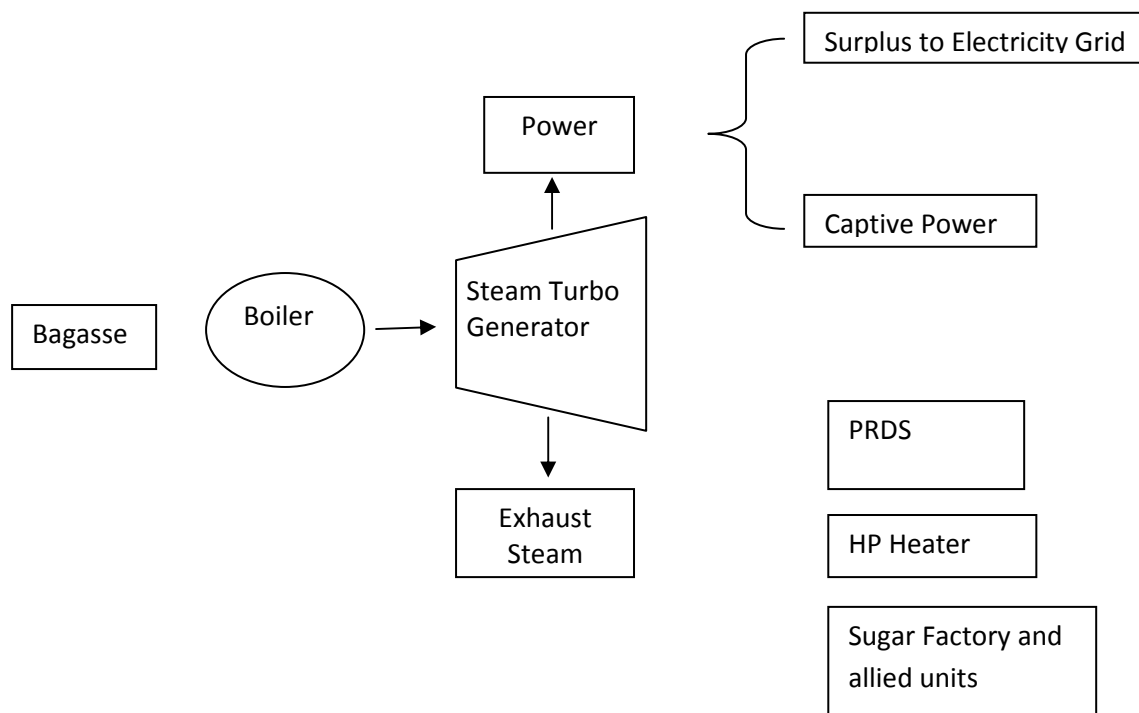 Surplus to Electricity Grid
Power
Captive Power
Steam Turbo
Generator
Boiler
Bagasse
PRDS
Exhaust
Steam
HP Heater
Sugar Factory and
allied units